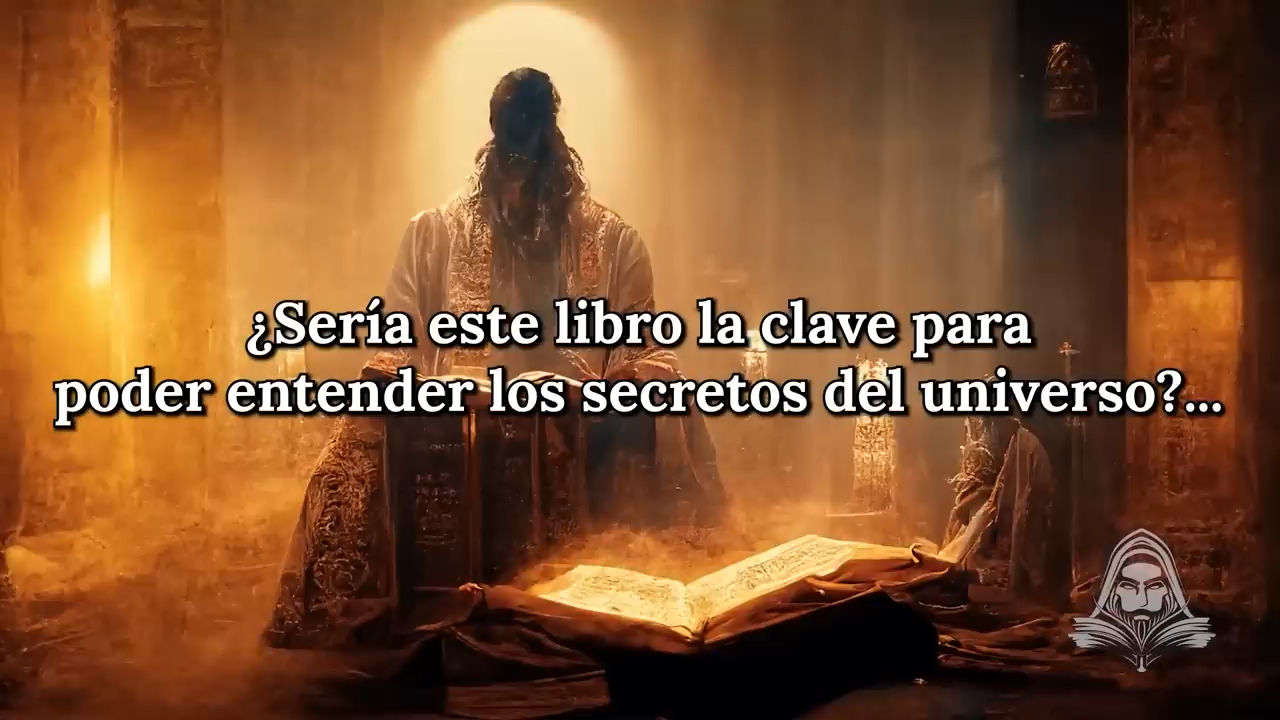 ¿Sería este libro la clave para
poder entender los secretos del universo?...